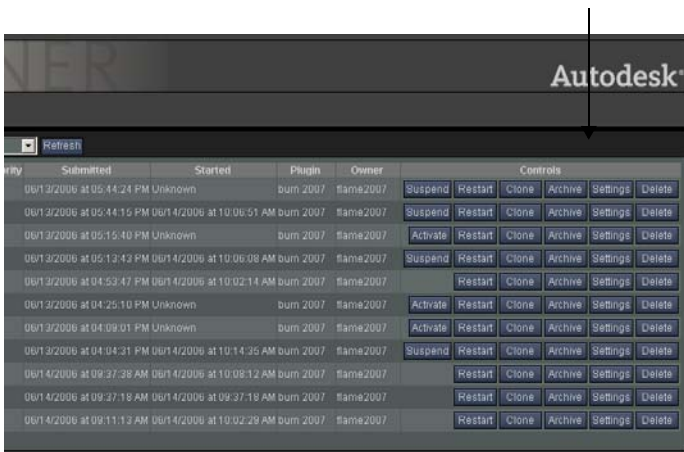 NER
Autodesk
Refresh
Submitted Started Plugin Owner Controls
06/13/2006 at 05:44:24 PM Unknown burn 2007 flame2007 Suspend Restart Clone Archive Settings Delete
06/13/2006 at 05:44:15 PM 06/14/2006 at 10:06:51 AM burn 2007 flame2007 Suspend Restart Clone Archive Settings Delete
06/13/2006 at 05:15:40 PM Unknown burn 2007 flame2007 Activate Restart Clone Archive Settings Delete
06/13/2006 at 05:13:43 PM 06/14/2006 at 10:06:08 AM burn 2007 flame2007 Suspend Restart Clone Archive Settings Delete
06/13/2006 at 04:53:47 PM 06/14/2006 at 10:02:14 AM burn 2007 flame2007 Restart Clone Archive Settings Delete
06/13/2006 at 04:25:10 PM Unknown burn 2007 flame2007 Activate Restart Clone Archive Settings Delete
06/13/2006 at 04:09:01 PM Unknown burn 2007 flame2007 Activate Restart Clone Archive Settings Delete
06/13/2006 at 04:04:31 PM 06/14/2006 at 10:14:35 AM burn 2007 flame2007 Suspend Restart Clone Archive Settings Delete
06/14/2006 at 09:37:38 AM 06/14/2006 at 10:08:12 AM burn 2007 flame2007 Restart Clone Archive Settings Delete
06/14/2006 at 09:37:18 AM 06/14/2006 at 09:37:18 AM burn 2007 flame2007 Restart Clone Archive Settings Delete
06/14/2006 at 09:11:13 AM 06/14/2006 at 10:02:29 AM burn 2007 flame2007 Restart Clone Archive Settings Delete